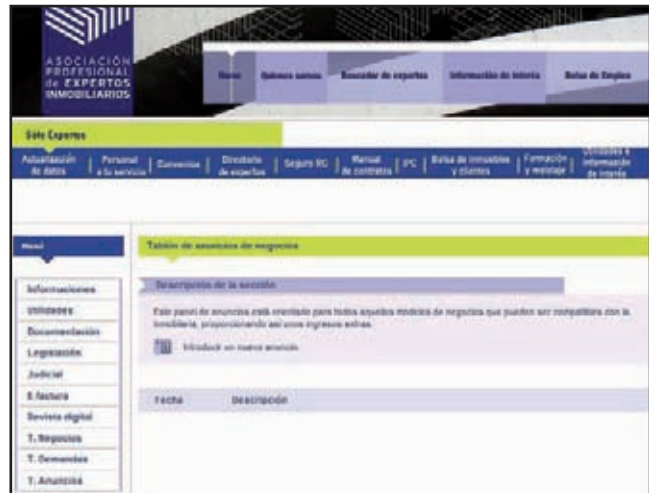 ASOCIACIÓN
PROFESIONAL
de EXPERTOS
INMOBILIARIOS
Home
Quiénes somos
Buscador de expertos
Información de interés
Bolsa de Empleo
Sólo Expertos
Actualización
de datos
Personal
a tu servicio
Convenios
Directorio
de expertos
Seguro RC
Manual
de contratos
IPC
Bolsa de inmuebles
y clientes
Formación
y reciclaje
Utilidades e
información
de interés
Menú
Informaciones
Utilidades
Documentación
Legislación
Judicial
E factura
Revista digital
T. Negocios
T. Demandas
T. Anuncios
Tablón de anuncios de negocios
Descripción de la sección
Este panel de anuncios está orientado para todos aquellos modelos de negocios que puedan ser compatibles con la
inmobiliaria, proporcionando así unos ingresos extras.
Introducir un nuevo anuncio.
Fecha Descripción